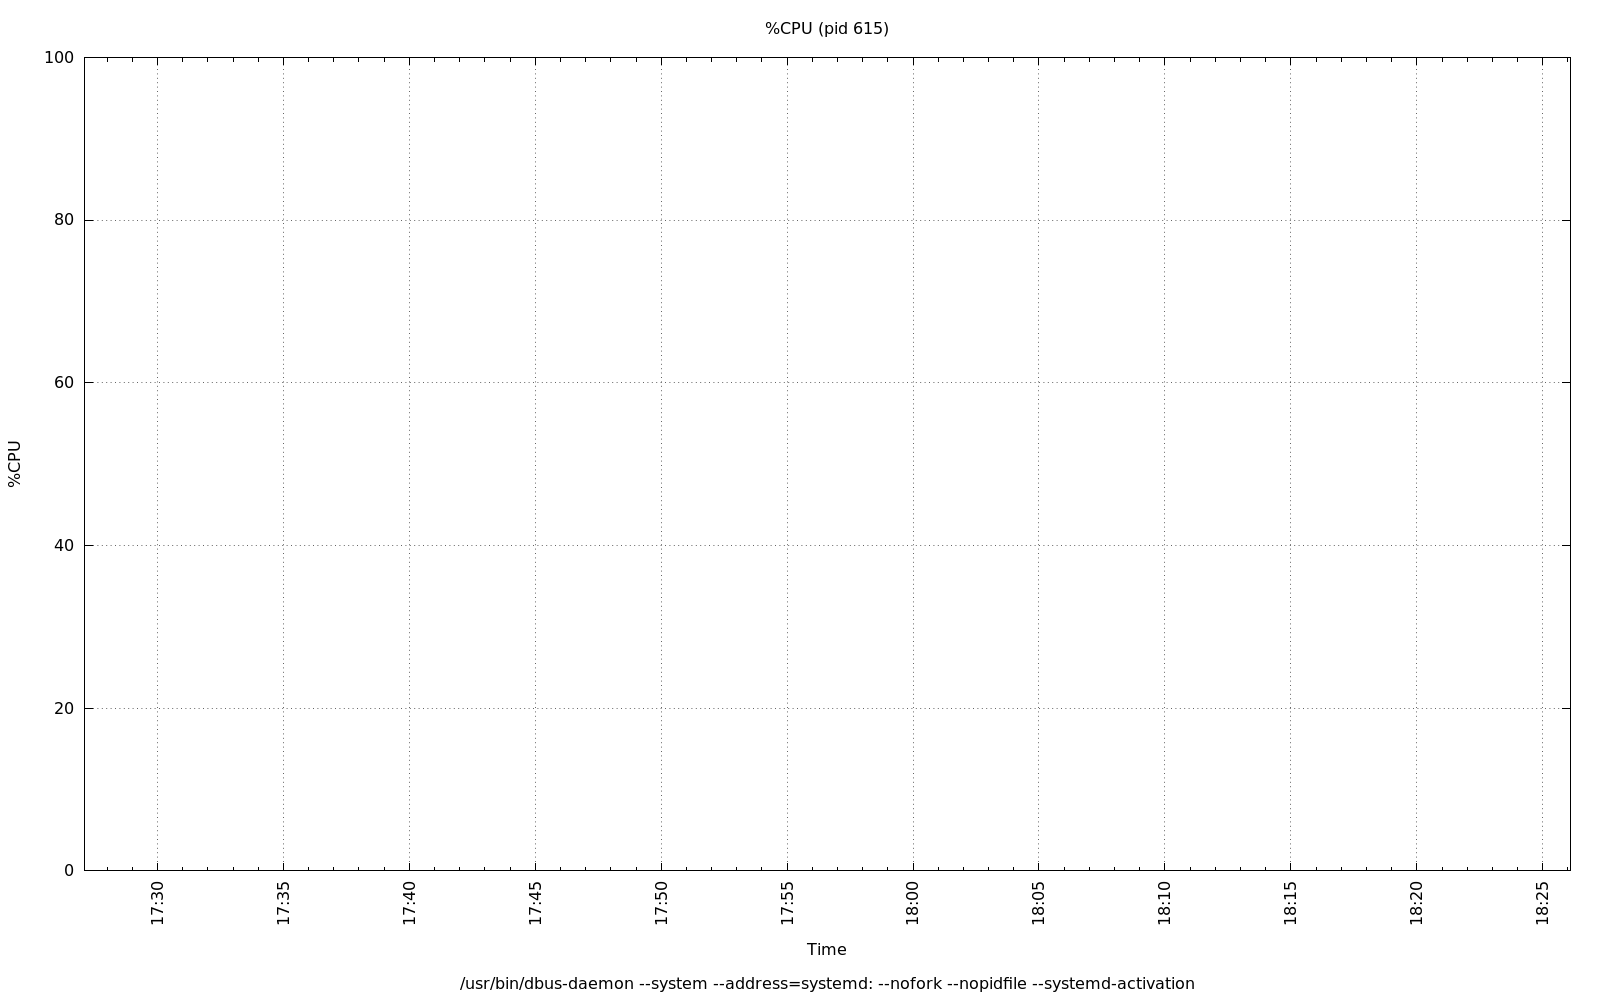 %CPU (pid 615)
100
80
60
40
20
0
%CPU
17:30 17:35 17:40 17:45 17:50 17:55 18:00 18:05 18:10 18:15 18:20 18:25
Time
/usr/bin/dbus-daemon --system --address=systemd: --nofork --nopidfile --systemd-activation